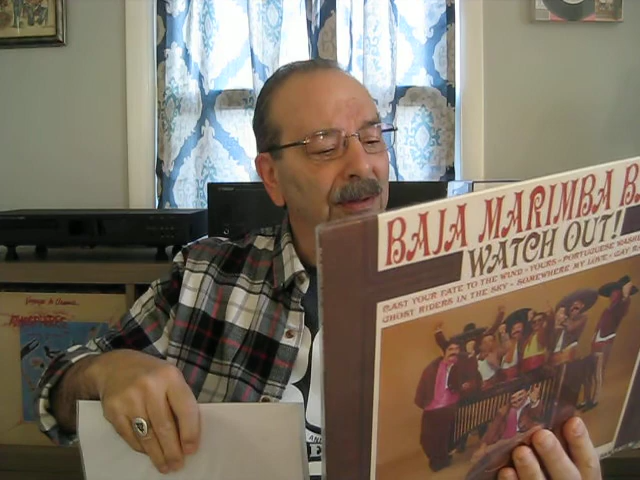 BAJA MARIMBA B
WATCH OUT!
CAST YOUR FATE TO THE WIND • YOURS • PORTUGUESE WASH
GHOST RIDERS IN THE SKY • SOMEWHERE MY LOVE • GAY R